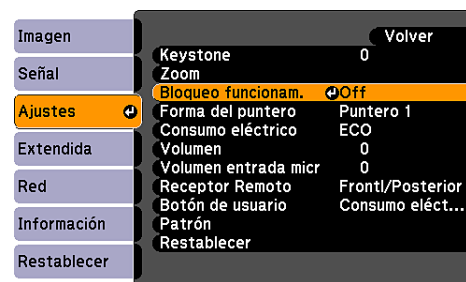 Imagen
Señal
Ajustes
Extendida
Red
Información
Restablecer
Volver
Keystone 0
Zoom
Bloqueo funcionam. Off
Forma del puntero Puntero 1
Consumo eléctrico ECO
Volumen 0
Volumen entrada micr 0
Receptor Remoto Frontl/Posterior
Botón de usuario Consumo eléct...
Patrón
Restablecer